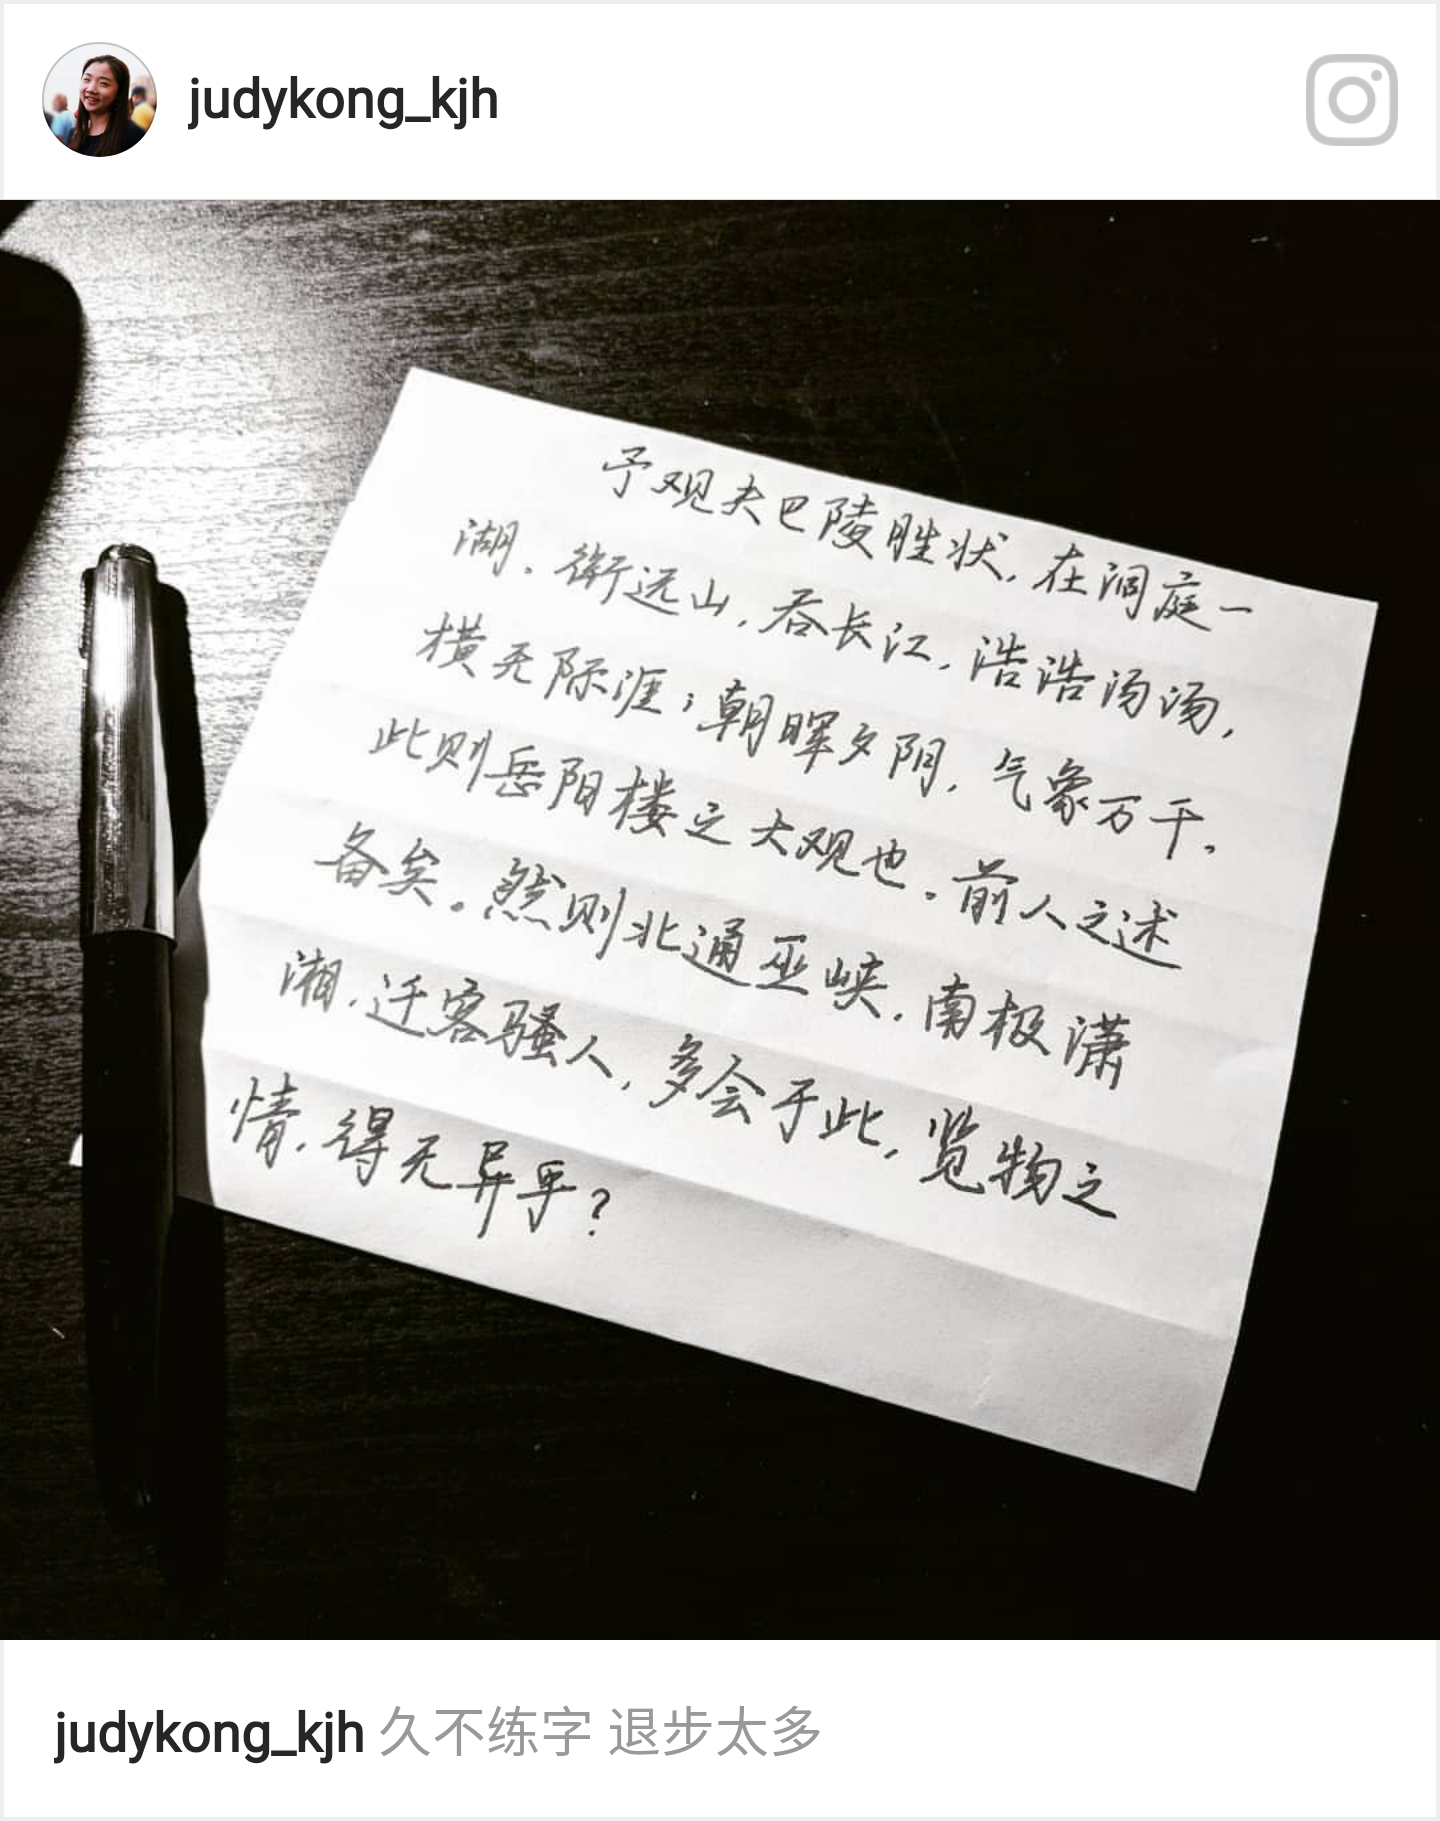 judykong_kjh
予观夫巴陵胜状,在洞庭一
湖.衔远山,吞长江,浩浩汤汤,
横无际涯;朝晖夕阴,气象万千.
此则岳阳楼之大观也.前人之述
备矣。然则北通巫峡,南极潇
湘,迁客骚人,多会于此,览物之
情,得无异乎?
judykong_kjh 久不练字 退步太多